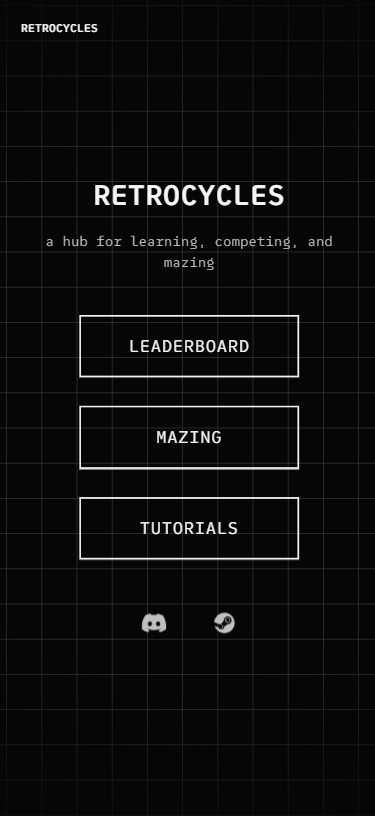 RETROCYCLES
RETROCYCLES
a hub for learning, competing, and
mazing
LEADERBOARD
MAZING
TUTORIALS